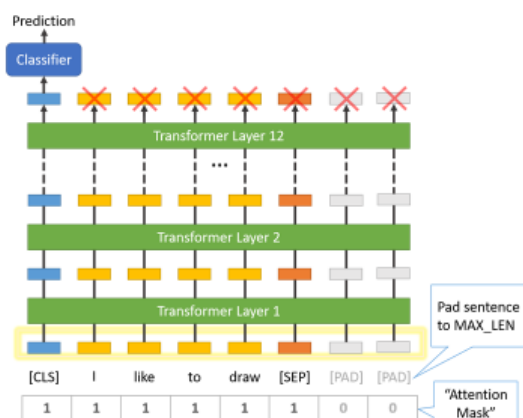 Prediction
Classifier
Transformer Layer 12
...
Transformer Layer 2
Transformer Layer 1
Pad sentence
to MAX_LEN
[CLS] I like to draw [SEP] [PAD] [PAD]
1 1 1 1 1 1 0 0
"Attention
Mask"